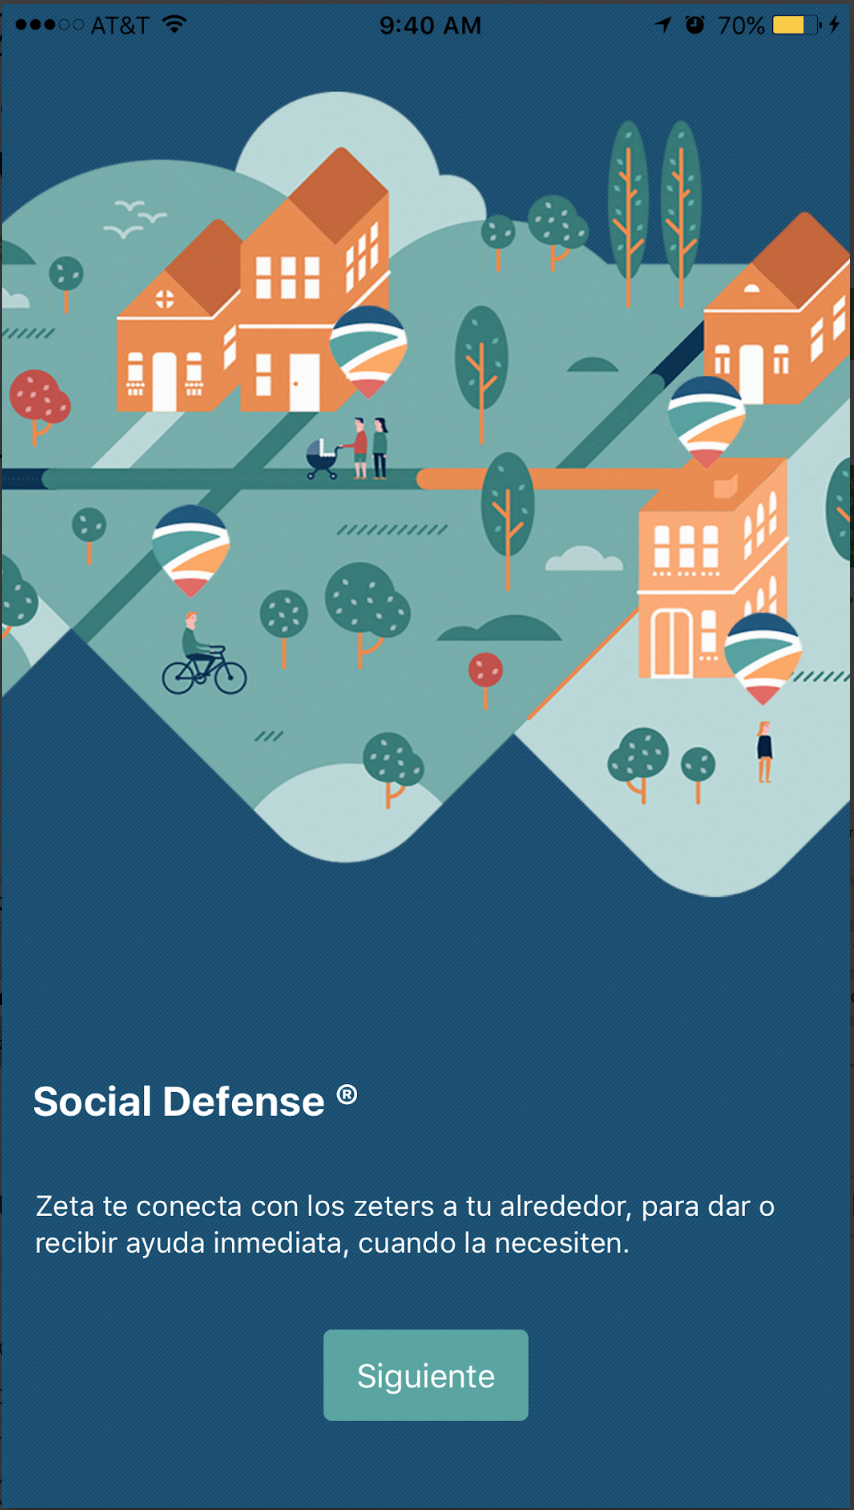 AT&T 9:40 AM 70%
Social Defense ®
Zeta te conecta con los zeters a tu alrededor, para dar o
recibir ayuda inmediata, cuando la necesiten.
Siguiente